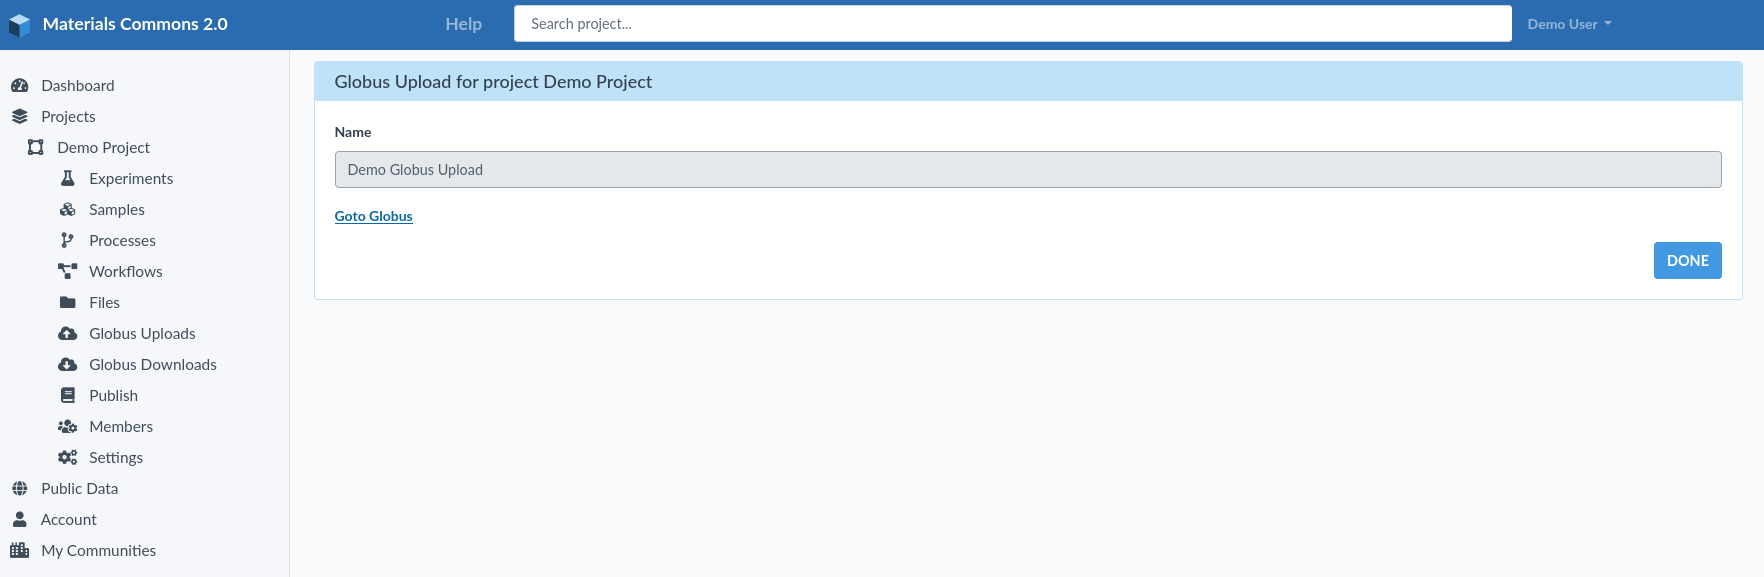 Materials Commons 2.0
Help
Search project...
Demo User
Dashboard
Projects
Demo Project
Experiments
Samples
Processes
Workflows
Files
Globus Uploads
Globus Downloads
Publish
Members
Settings
Public Data
Account
My Communities
Globus Upload for project Demo Project
Name
Demo Globus Upload
Goto Globus
DONE